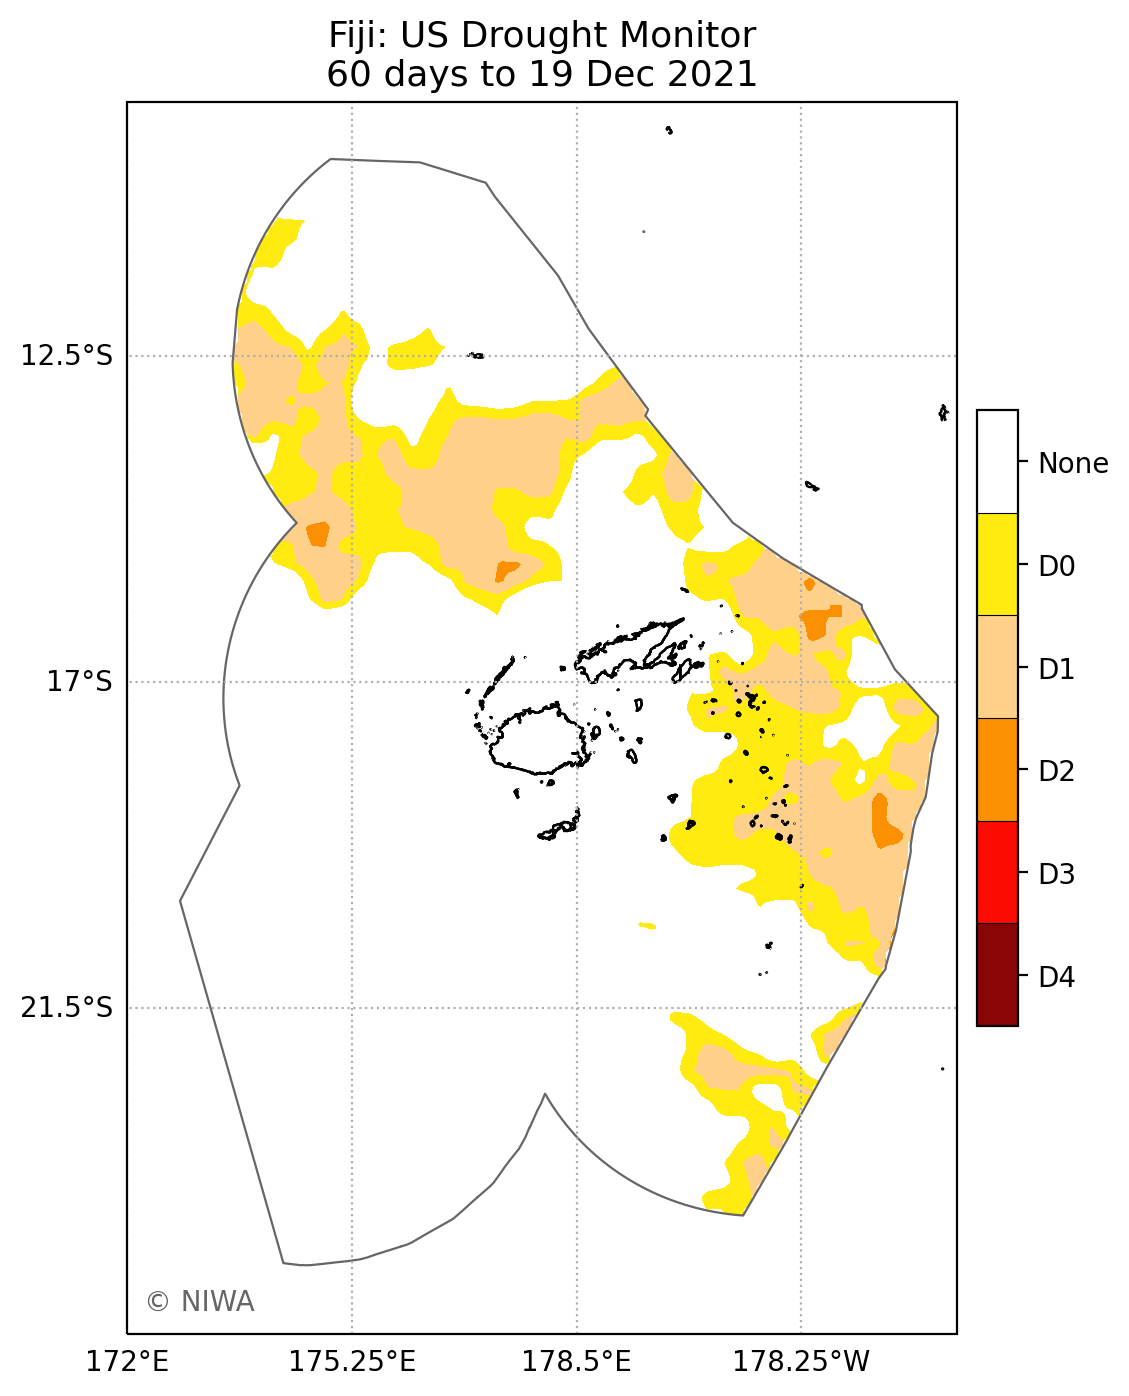 Fiji: US Drought Monitor
60 days to 19 Dec 2021
12.5°S
17°S
21.5°S
172°E
175.25°E
178.5°E
178.25°W
None
D0
D1
D2
D3
D4
© NIWA